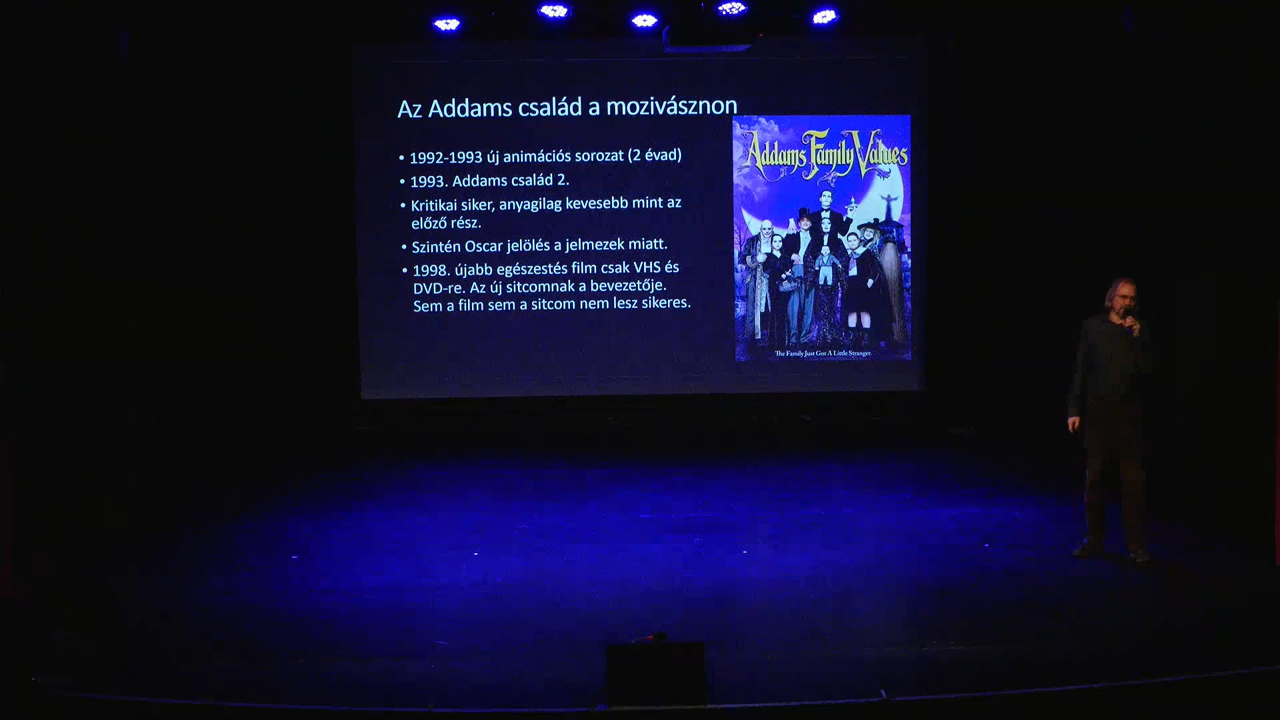 Az Addams család a mozivásznon
• 1992-1993 új animációs sorozat (2 évad)
• 1993. Addams család 2.
• Kritikai siker, anyagilag kevesebb mint az
előző rész.
• Szintén Oscar jelölés a jelmezek miatt.
• 1998. újabb egészestés film csak VHS és
DVD-re. Az új sitcomnak a bevezetője.
Sem a film sem a sitcom nem lesz sikeres.
Addams Family Values
The Family Just Got A Little Stranger.